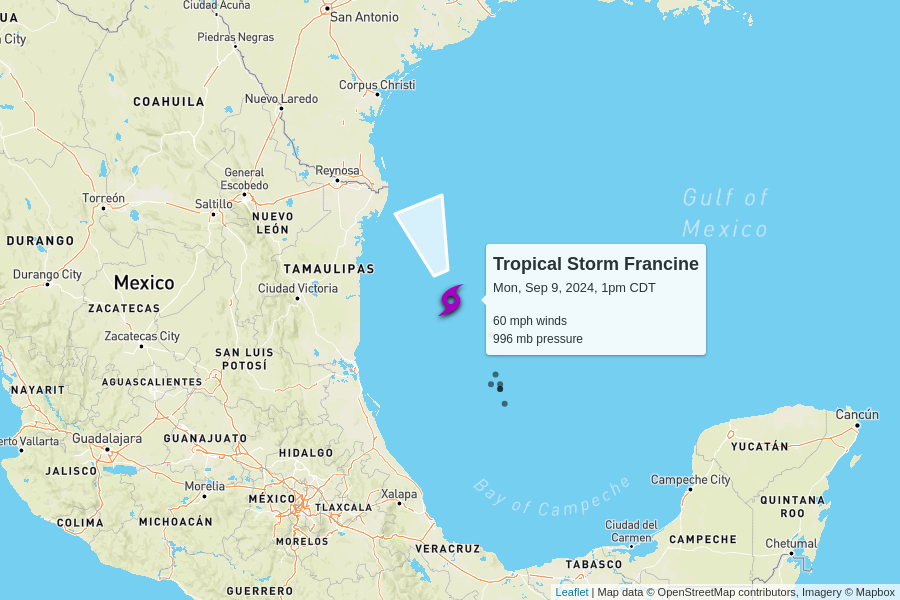 Ciudad Acuña
San Antonio
UA
Piedras Negras
City
Corpus Christi
COAHUILA
Nuevo Laredo
General
Escobedo
Reynosa
Torreón
Saltillo
NUEVO
LEÓN
Gulf of
Mexico
DURANGO
Durango City
Mexico
TAMAULIPAS
Ciudad Victoria
ZACATECAS
Zacatecas City
Tropical Storm Francine
Mon, Sep 9, 2024, 1pm CDT
60 mph winds
996 mb pressure
SAN LUIS
POTOSÍ
AGUASCALIENTES
NAYARIT
erto Vallarta
Guadalajara
GUANAJUATO
HIDALGO
JALISCO
Cancún
YUCATÁN
Morelia
MÉXICO
TLAXCALA
Xalapa
Bay of Campeche
Campeche City
QUINTANA
ROO
COLIMA
MICHOACÁN
MORELOS
VERACRUZ
Ciudad del
Carmen
CAMPECHE
Chetumal
TABASCO
GUERRERO
Leaflet | Map data © OpenStreetMap contributors, Imagery © Mapbox